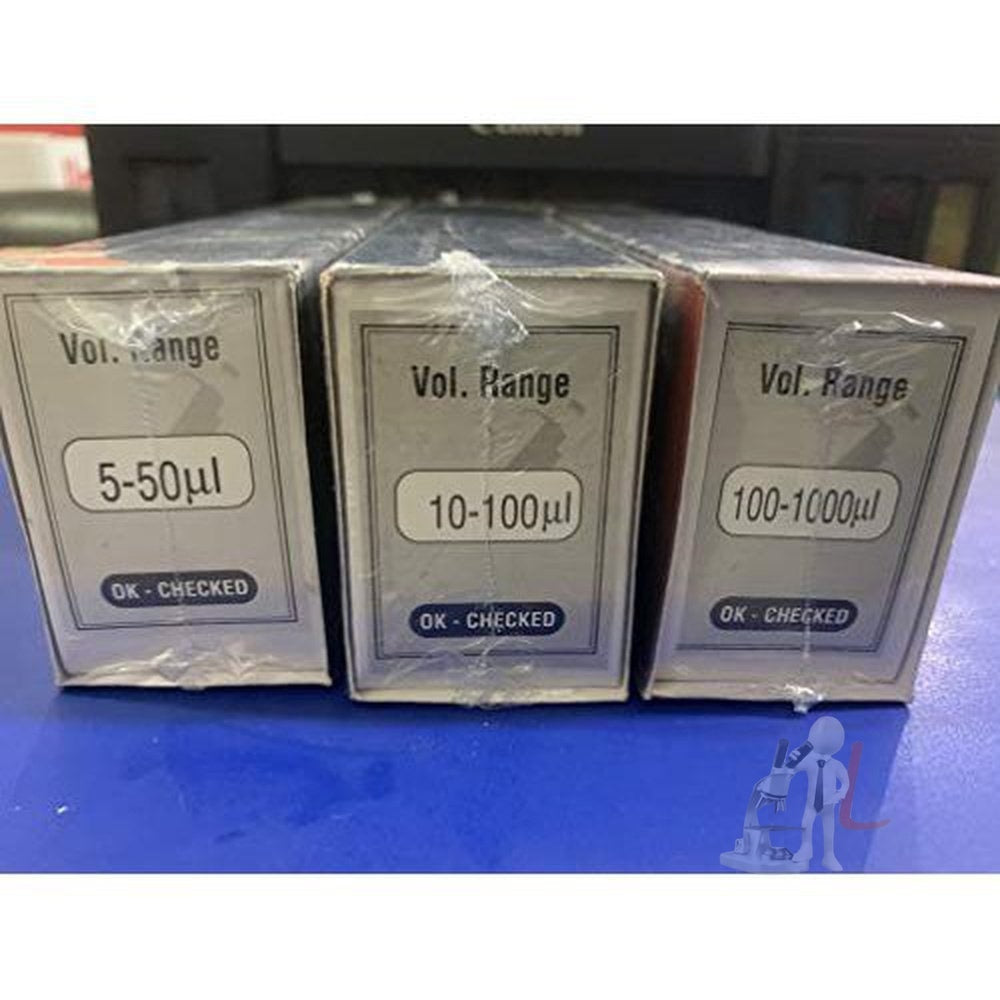 Vol. Range
5-50µl
OK - CHECKED
Vol. Range
10-100µl
OK - CHECKED
Vol. Range
100-1000µl
OK - CHECKED
L